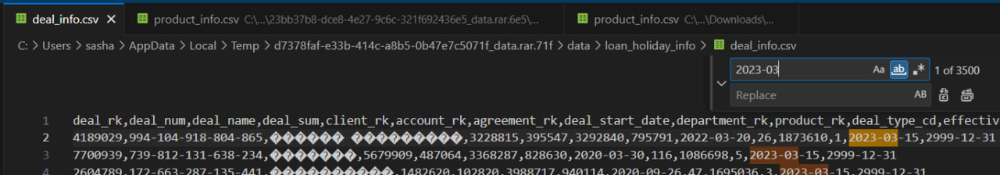 deal_info.csv × product_info.csv C:\...\23bb37b8-dce8-4e27-9c6c-321f692436e5_data.rar.6e5\... product_info.csv C:\...\Downloads\...
C: > Users > sasha > AppData > Local > Temp > d7378faf-e33b-414c-a8b5-0b47e7c5071f_data.rar.71f > data > loan_holiday_info > deal_info.csv
2023-03 Aa ab .* 1 of 3500
Replace AB
1 deal_rk,deal_num,deal_name,deal_sum,client_rk,account_rk,agreement_rk,deal_start_date,department_rk,product_rk,deal_type_cd,effectiv
2 4189029,994-104-918-804-865,������ ���������,3228815,395547,3292840,795791,2022-03-20,26,1873610,1,2023-03-15,2999-12-31
3 7700939,739-812-131-638-234,�������,5679909,487064,3368287,828630,2020-03-30,116,1086698,5,2023-03-15,2999-12-31
4 2604789,172-663-287-135-441,����������,1482620,102820,3988717,940114,2020-09-26,47,1695036,3,2023-03-15,2999-12-31